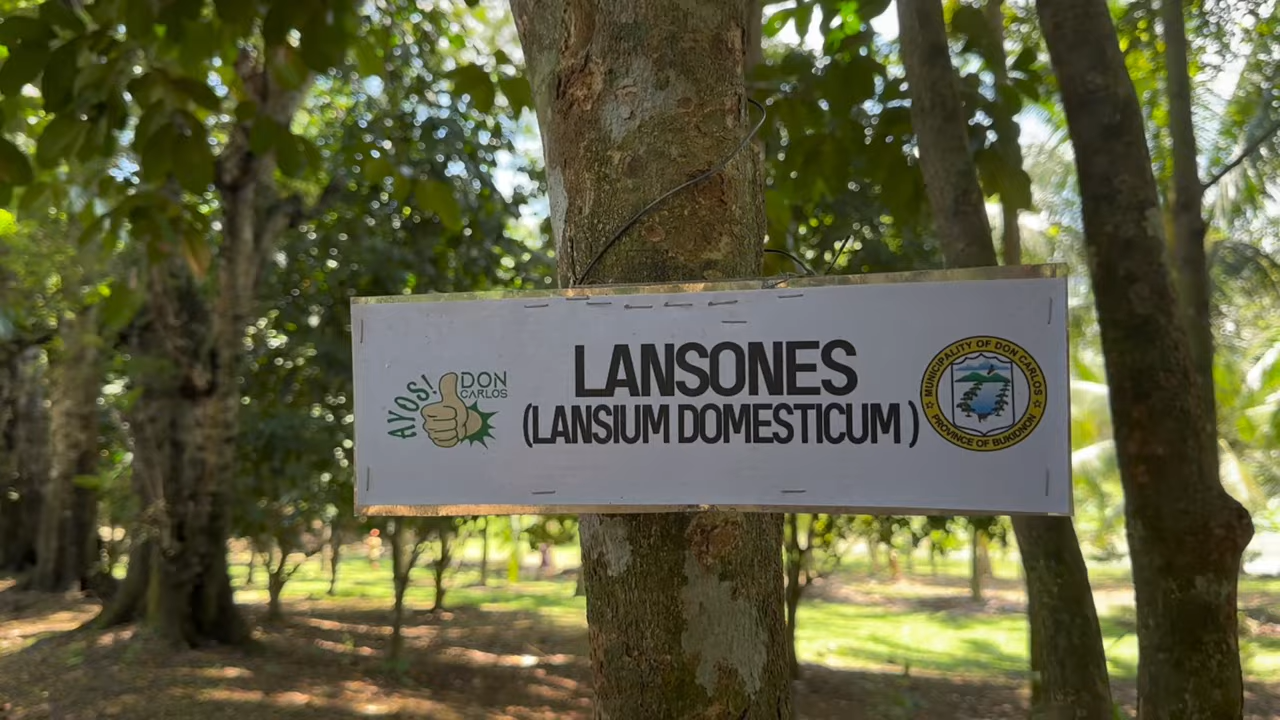 AYOS!
DON
CARLOS
LANSONES
(LANSIUM DOMESTICUM)
MUNICIPALITY OF DON CARLOS
PROVINCE OF BUKIDNON